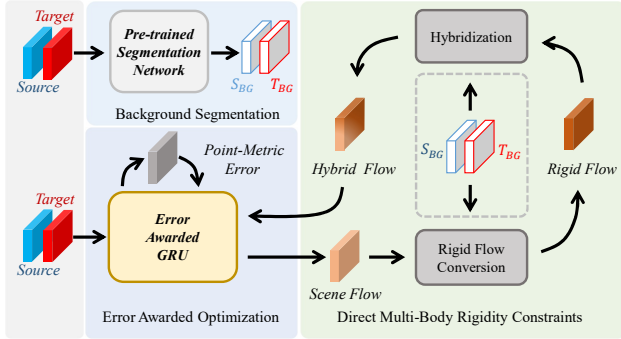 Target
Source
Pre-trained
Segmentation
Network
S_BG T_BG
Background Segmentation
Target
Source
Point-Metric
Error
Error
Awarded
GRU
Error Awarded Optimization
Hybridization
Hybrid Flow
S_BG T_BG
Rigid Flow
Scene Flow
Rigid Flow
Conversion
Direct Multi-Body Rigidity Constraints